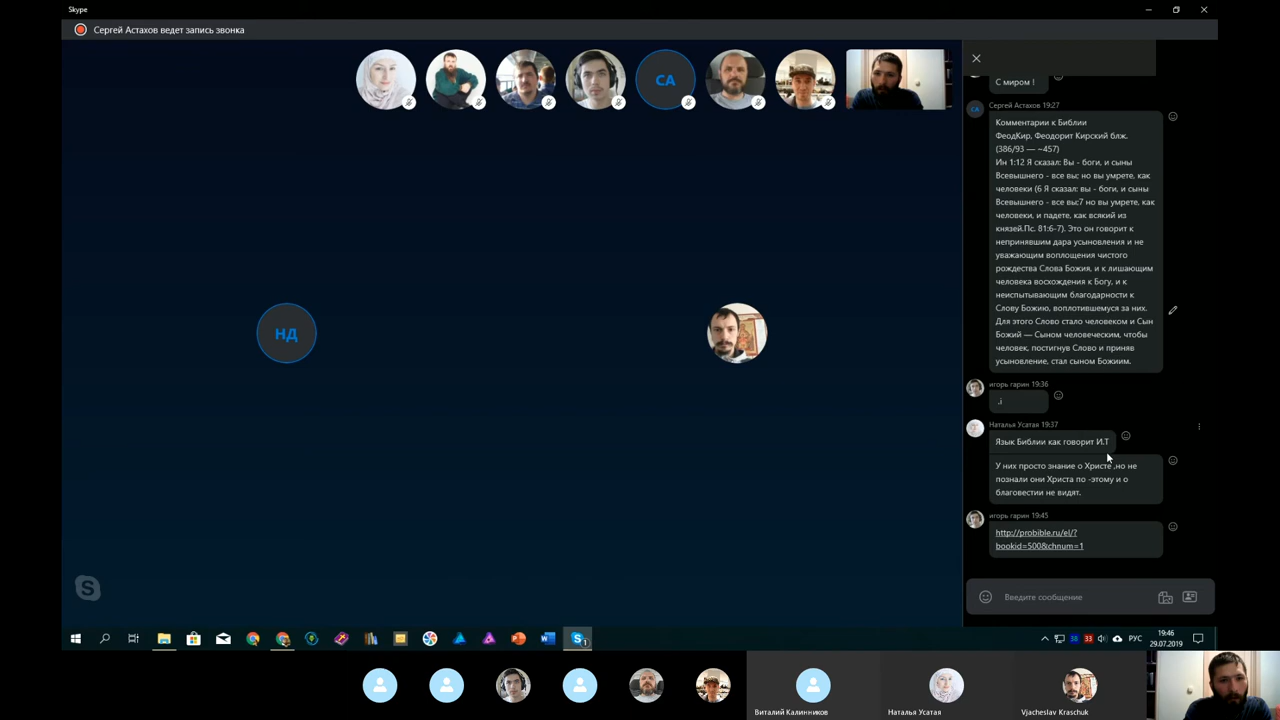 Skype
Сергей Астахов ведет запись звонка
СА
С миром !
СА
Сергей Астахов 19:27
Комментарии к Библии
ФеодКир, Феодорит Кирский блж.
(386/93 — ~457)
Ин 1:12 Я сказал: Вы - боги, и сыны
Всевышнего - все вы; но вы умрете, как
человеки (6 Я сказал: вы - боги, и сыны
Всевышнего - все вы;7 но вы умрете, как
человеки, и падете, как всякий из
князей.Пс. 81:6-7). Это он говорит к
непринявшим дара усыновления и не
уважающим воплощения чистого
рождества Слова Божия, и к лишающим
человека восхождения к Богу, и к
неиспытывающим благодарности к
Слову Божию, воплотившемуся за них.
Для этого Слово стало человеком и Сын
Божий — Сыном человеческим, чтобы
человек, постигнув Слово и приняв
усыновление, стал сыном Божиим.
НД
игорь гарин 19:36
.i
Наталья Усатая 19:37
Язык Библии как говорит И.Т
У них просто знание о Христе ,но не
познали они Христа по -этому и о
благовестии не видят.
игорь гарин 19:45
http://probible.ru/el/?
bookid=500&chnum=1
Введите сообщение
S
38
33
РУС
19:46
29.07.2019
Виталий Калинников
Наталья Усатая
Vjacheslav Kraschuk